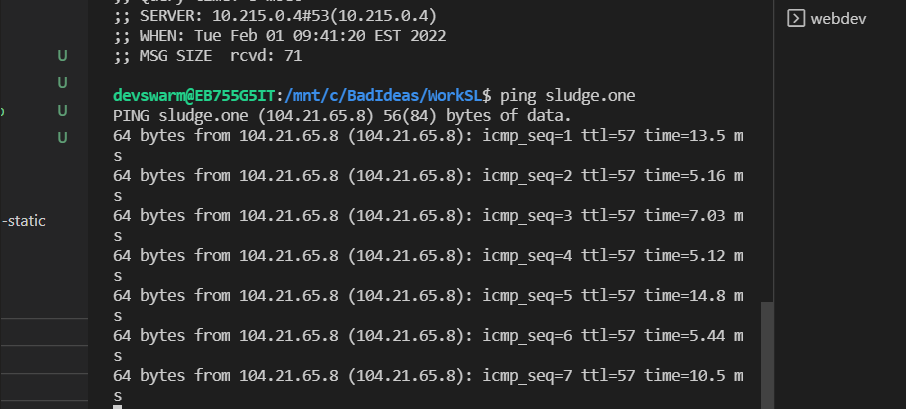 ;; SERVER: 10.215.0.4#53(10.215.0.4)
;; WHEN: Tue Feb 01 09:41:20 EST 2022
;; MSG SIZE  rcvd: 71
devswarm@EB755G5IT:/mnt/c/BadIdeas/WorkSL$ ping sludge.one
PING sludge.one (104.21.65.8) 56(84) bytes of data.
64 bytes from 104.21.65.8 (104.21.65.8): icmp_seq=1 ttl=57 time=13.5 m
s
64 bytes from 104.21.65.8 (104.21.65.8): icmp_seq=2 ttl=57 time=5.16 m
s
64 bytes from 104.21.65.8 (104.21.65.8): icmp_seq=3 ttl=57 time=7.03 m
s
64 bytes from 104.21.65.8 (104.21.65.8): icmp_seq=4 ttl=57 time=5.12 m
s
64 bytes from 104.21.65.8 (104.21.65.8): icmp_seq=5 ttl=57 time=14.8 m
s
64 bytes from 104.21.65.8 (104.21.65.8): icmp_seq=6 ttl=57 time=5.44 m
s
64 bytes from 104.21.65.8 (104.21.65.8): icmp_seq=7 ttl=57 time=10.5 m
s
U
U
U
U
-static
webdev